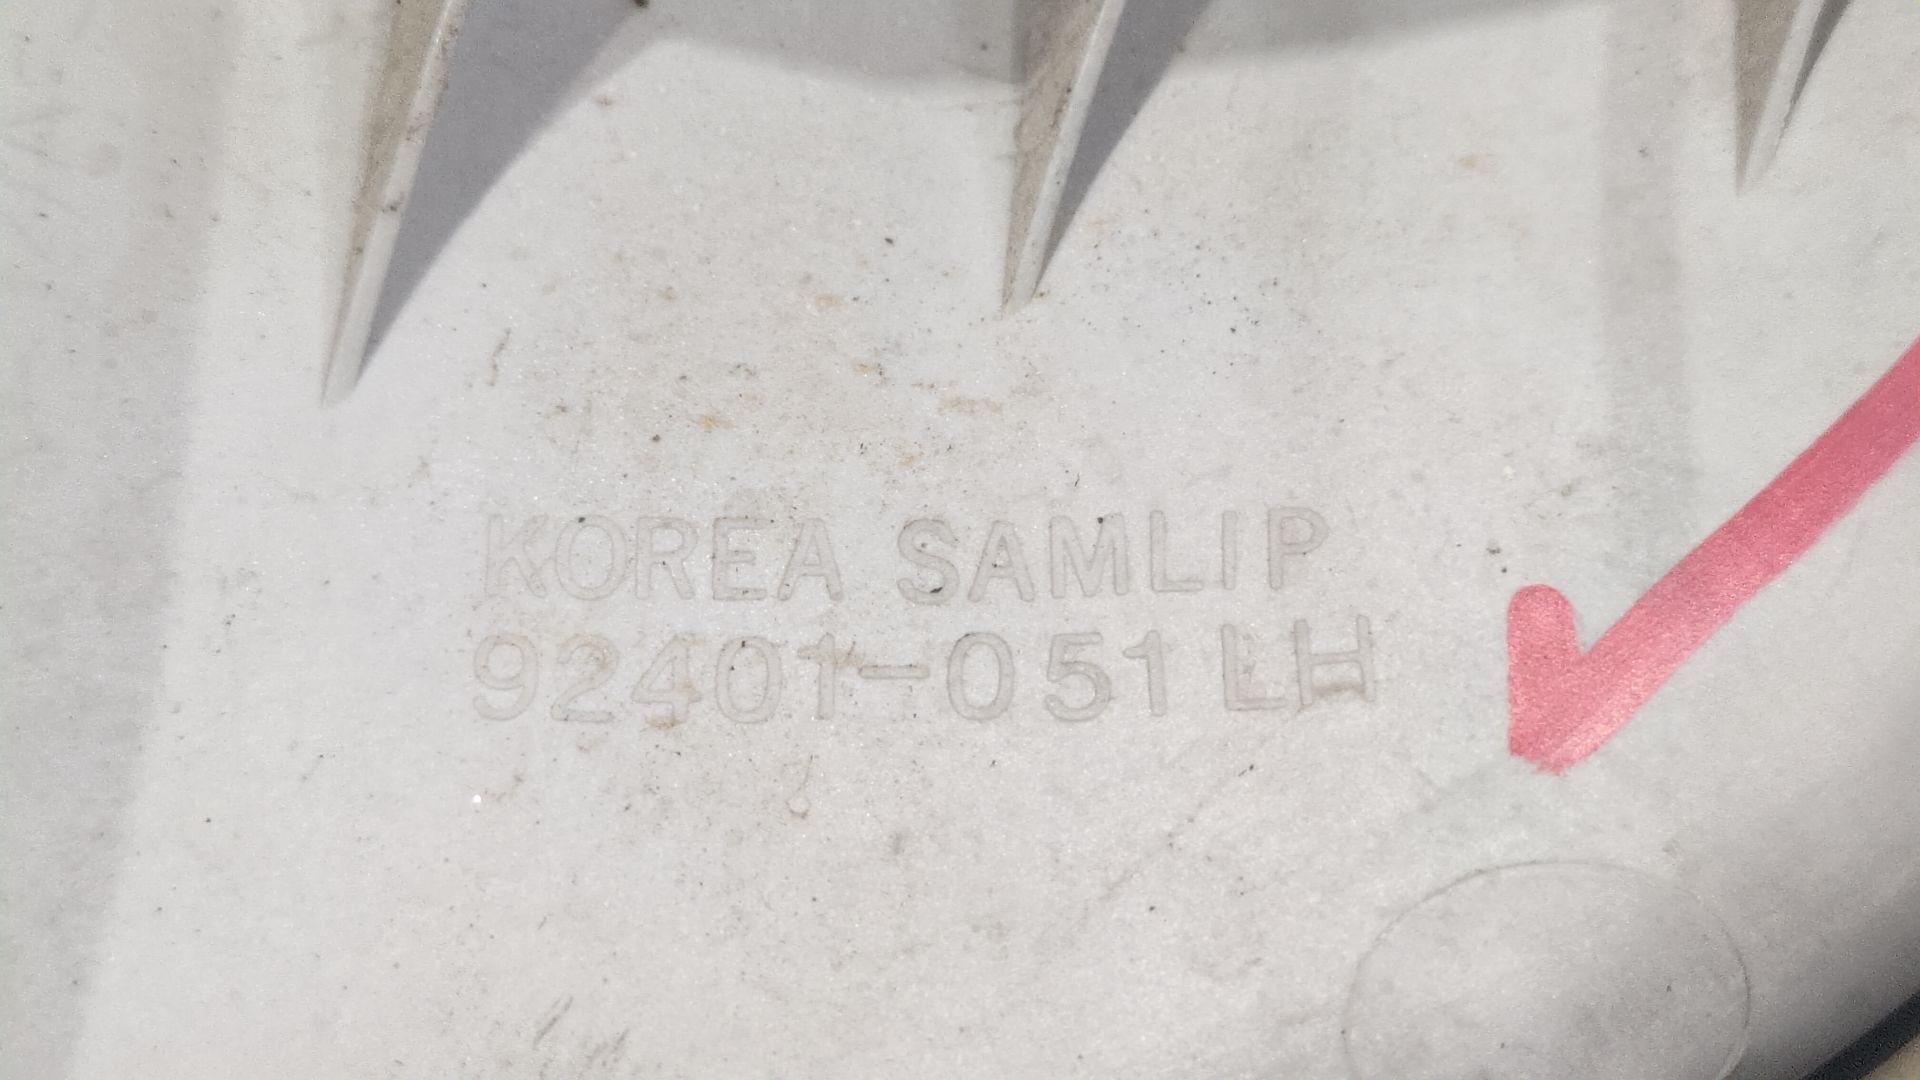 KOREA SAMLIP
92401-051 LH